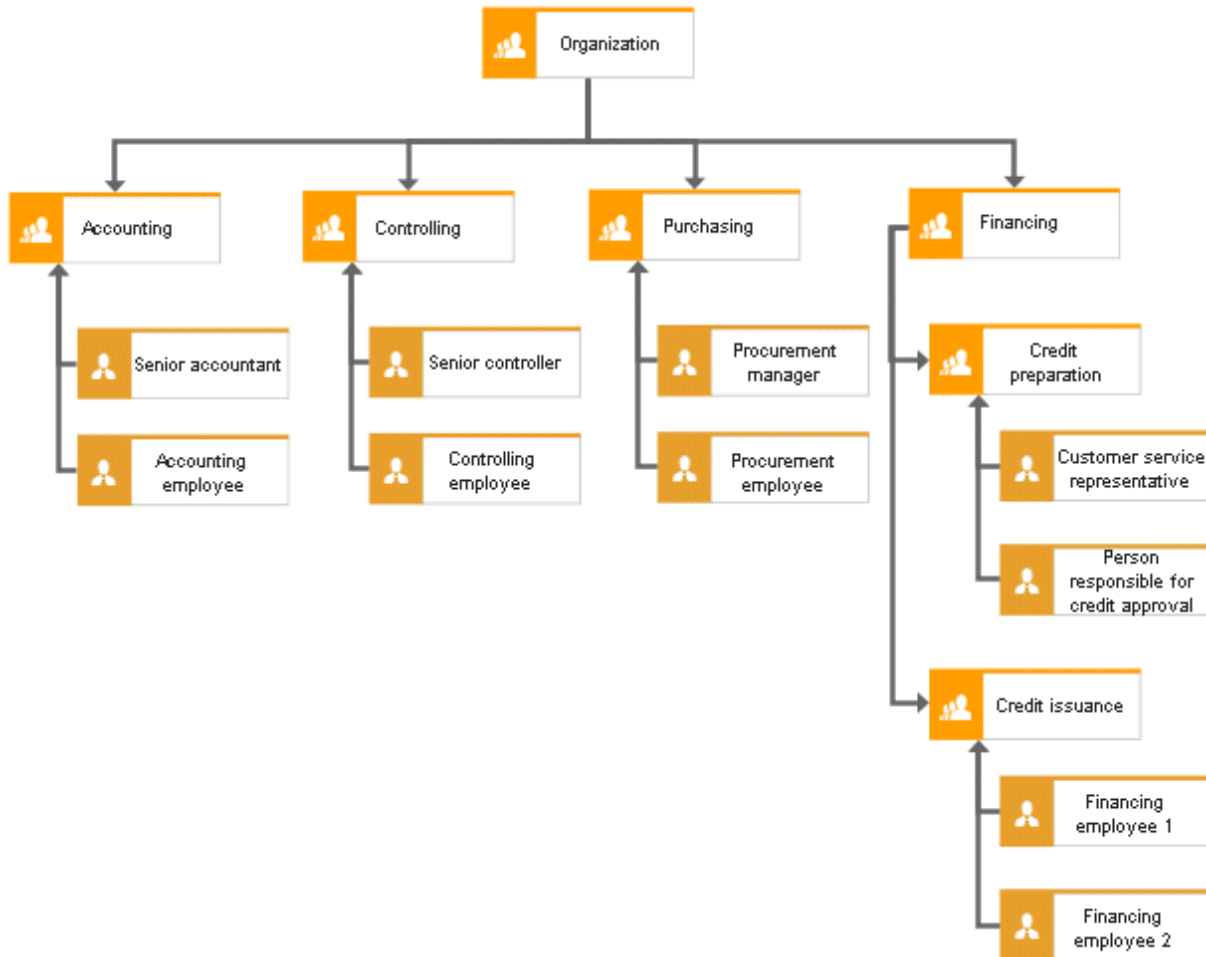 Organization
Accounting
Controlling
Purchasing
Financing
Senior accountant
Senior controller
Procurement
manager
Credit
preparation
Accounting
employee
Controlling
employee
Procurement
employee
Customer service
representative
Person
responsible for
credit approval
Credit issuance
Financing
employee 1
Financing
employee 2